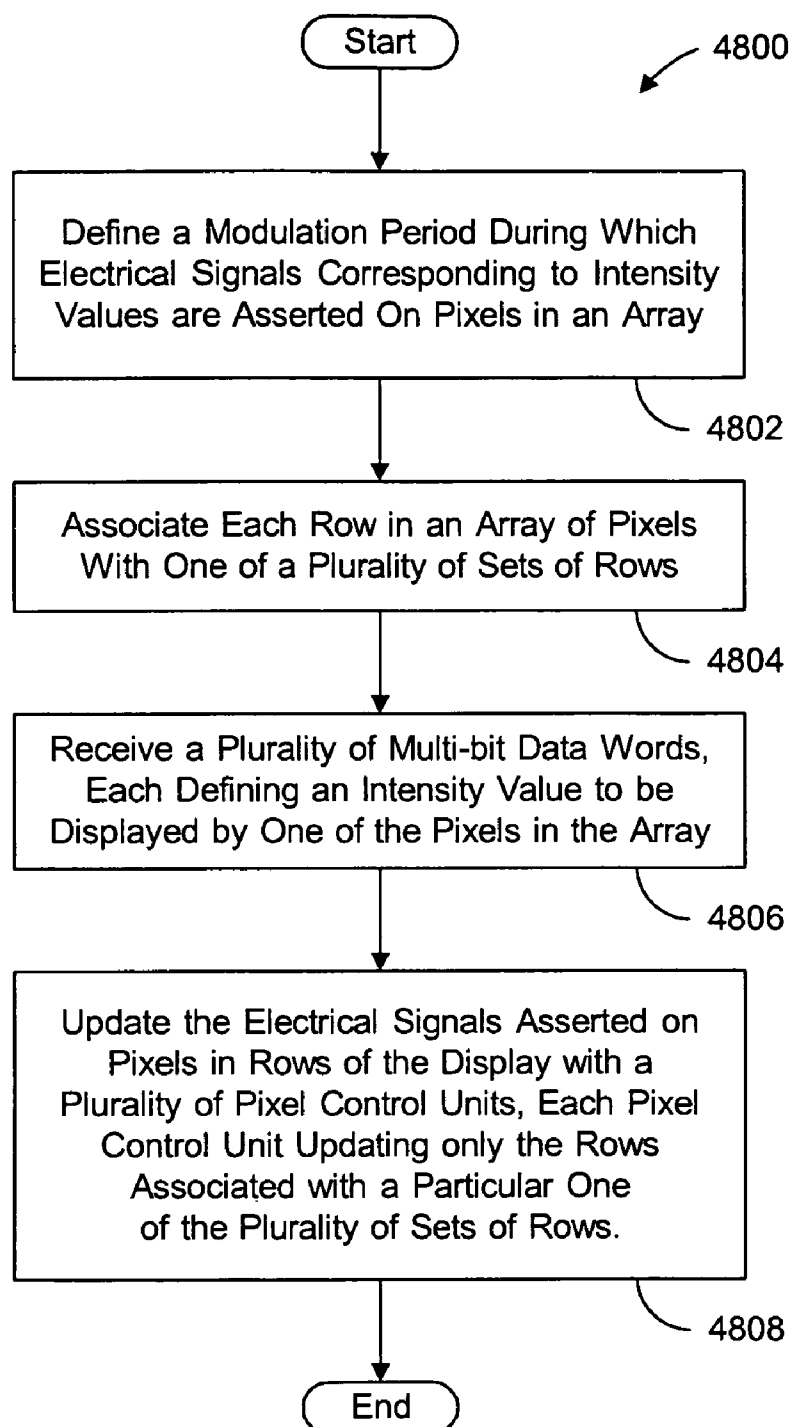 Start
4800
Define a Modulation Period During Which
Electrical Signals Corresponding to Intensity
Values are Asserted On Pixels in an Array
4802
Associate Each Row in an Array of Pixels
With One of a Plurality of Sets of Rows
4804
Receive a Plurality of Multi-bit Data Words,
Each Defining an Intensity Value to be
Displayed by One of the Pixels in the Array
4806
Update the Electrical Signals Asserted on
Pixels in Rows of the Display with a
Plurality of Pixel Control Units, Each Pixel
Control Unit Updating only the Rows
Associated with a Particular One
of the Plurality of Sets of Rows.
4808
End